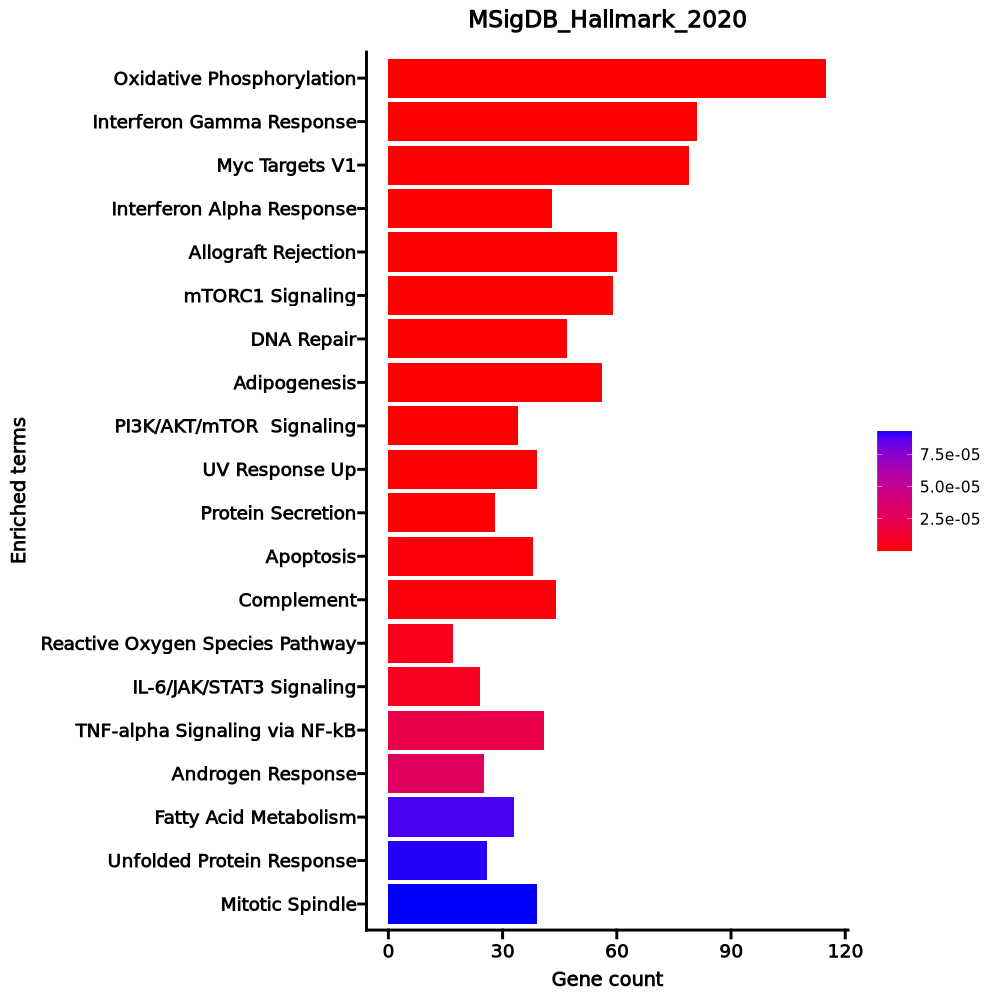 MSigDB_Hallmark_2020
Oxidative Phosphorylation
Interferon Gamma Response
Myc Targets V1
Interferon Alpha Response
Allograft Rejection
mTORC1 Signaling
DNA Repair
Adipogenesis
PI3K/AKT/mTOR  Signaling
UV Response Up
Protein Secretion
Apoptosis
Complement
Reactive Oxygen Species Pathway
IL-6/JAK/STAT3 Signaling
TNF-alpha Signaling via NF-kB
Androgen Response
Fatty Acid Metabolism
Unfolded Protein Response
Mitotic Spindle
Enriched terms
0 30 60 90 120
Gene count
7.5e-05
5.0e-05
2.5e-05